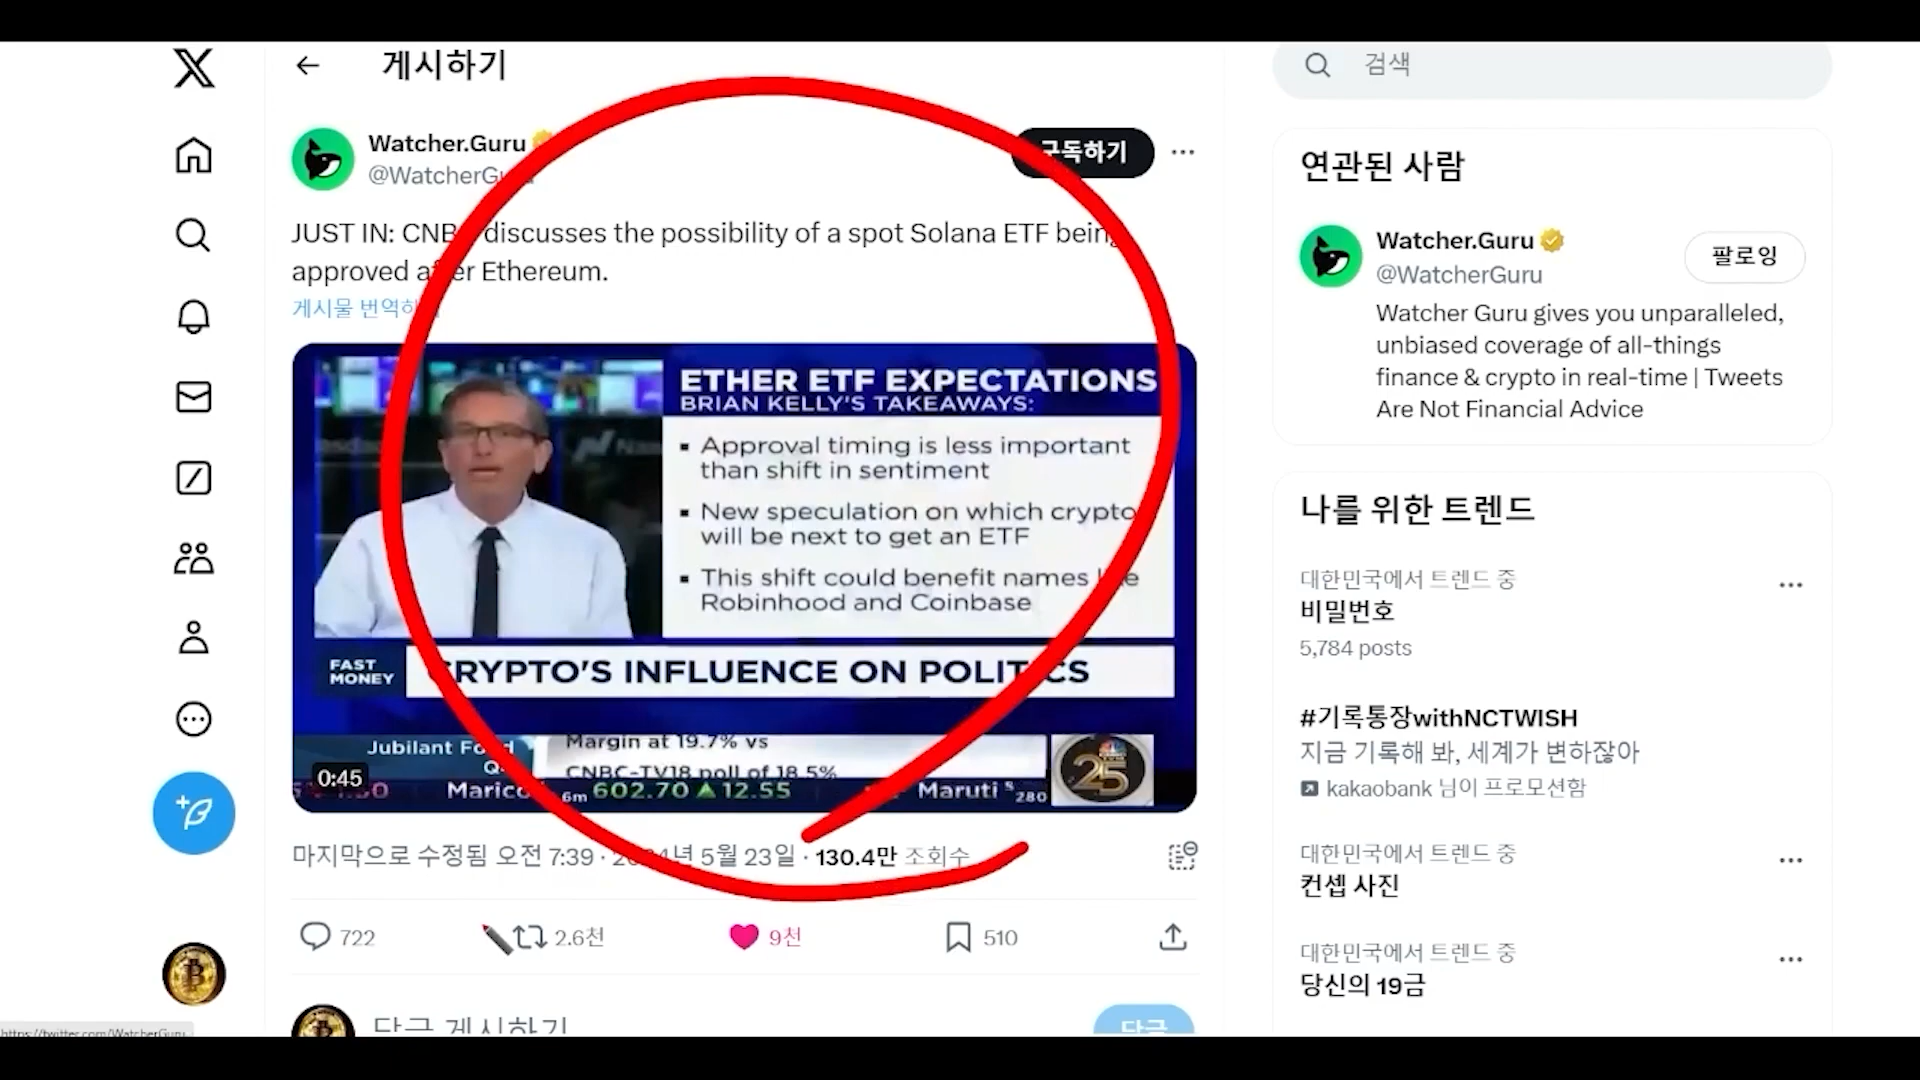 게시하기
Watcher.Guru
@WatcherGu
구독하기
JUST IN: CNB discusses the possibility of a spot Solana ETF being
approved after Ethereum.
게시물 번역하
ETHER ETF EXPECTATIONS
BRIAN KELLY'S TAKEAWAYS:
▪ Approval timing is less important
than shift in sentiment
▪ New speculation on which crypto
will be next to get an ETF
▪ This shift could benefit names like
Robinhood and Coinbase
FAST
MONEY
CRYPTO'S INFLUENCE ON POLITICS
Jubilant Food
Margin at 19.7% vs
CNBC-TV18 poll of 18.5%
0:45
Marico
6m 602.70 ▲ 12.55
Maruti S 280
25
마지막으로 수정됨 오전 7:39 · 2024년 5월 23일 · 130.4만 조회수
722
2.6천
9천
510
답글 게시하기
답글
검색
연관된 사람
Watcher.Guru
@WatcherGuru
팔로잉
Watcher Guru gives you unparalleled,
unbiased coverage of all-things
finance & crypto in real-time | Tweets
Are Not Financial Advice
나를 위한 트렌드
대한민국에서 트렌드 중
비밀번호
5,784 posts
#기록통장withNCTWISH
지금 기록해 봐, 세계가 변하잖아
kakaobank 님이 프로모션함
대한민국에서 트렌드 중
컨셉 사진
대한민국에서 트렌드 중
당신의 19금
https://twitter.com/WatcherGuru